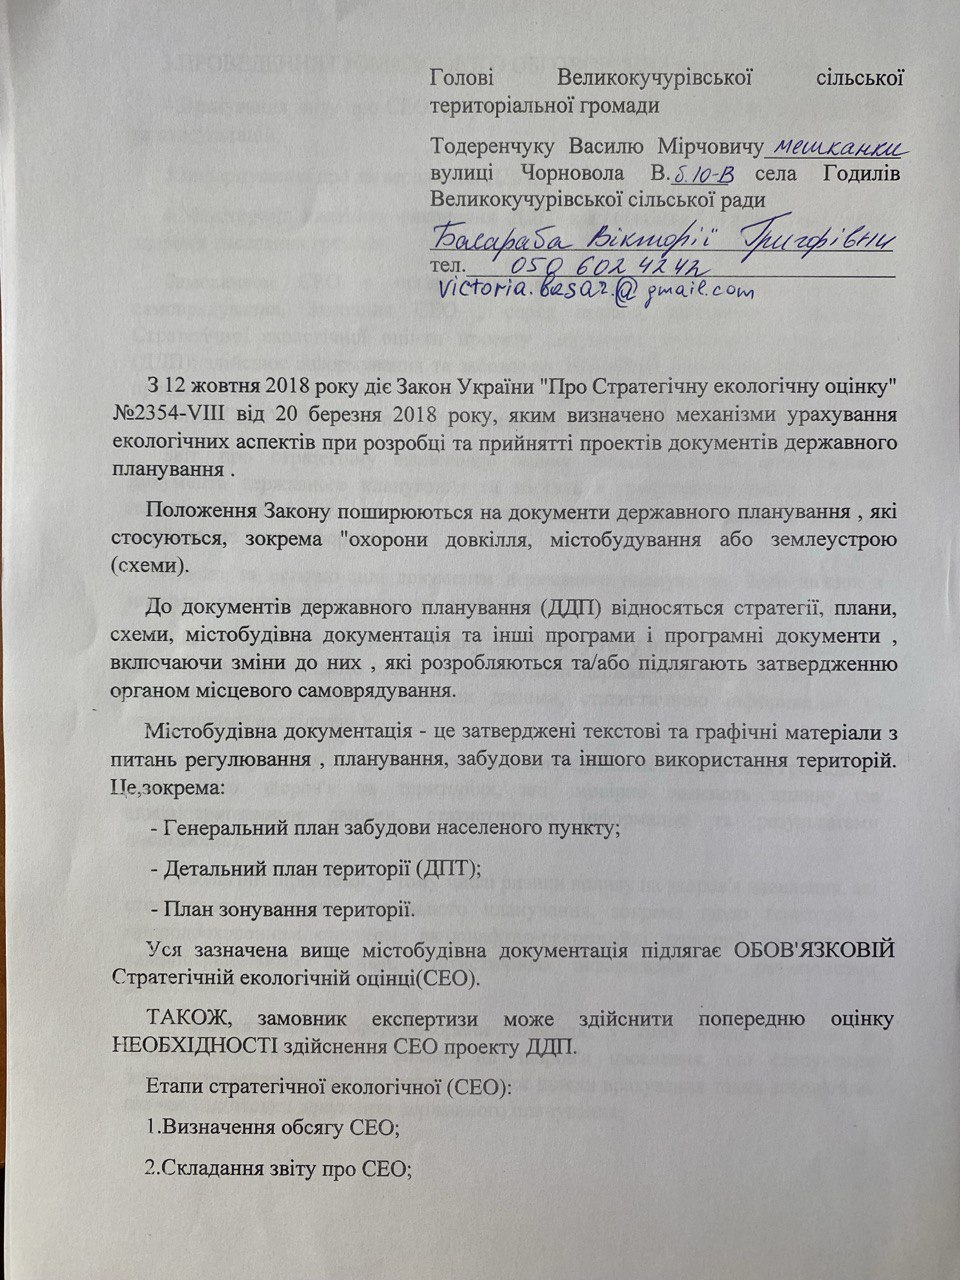 Голові Великокучурівської сільської
територіальної громади
Тодеренчуку Василю Мірчовичу мешканки
вулиці Чорновола В. б.10-В села Годилів
Великокучурівської сільської ради
Басараба Вікторії Григорівни
тел. 050 602 42 42
victoria.basar.@gmail.com
З 12 жовтня 2018 року діє Закон України "Про Стратегічну екологічну оцінку"
№2354-VIII від 20 березня 2018 року, яким визначено механізми урахування
екологічних аспектів при розробці та прийнятті проектів документів державного
планування .
Положення Закону поширюються на документи державного планування , які
стосуються, зокрема "охорони довкілля, містобудування або землеустрою
(схеми).
До документів державного планування (ДДП) відносяться стратегії, плани,
схеми, містобудівна документація та інші програми і програмні документи ,
включаючи зміни до них , які розробляються та/або підлягають затвердженню
органом місцевого самоврядування.
Містобудівна документація - це затверджені текстові та графічні матеріали з
питань регулювання , планування, забудови та іншого використання територій.
Це,зокрема:
- Генеральний план забудови населеного пункту;
- Детальний план території (ДПТ);
- План зонування території.
Уся зазначена вище містобудівна документація підлягає ОБОВ'ЯЗКОВІЙ
Стратегічній екологічній оцінці(СЕО).
ТАКОЖ, замовник експертизи може здійснити попередню оцінку
НЕОБХІДНОСТІ здійснення СЕО проекту ДДП.
Етапи стратегічної екологічної (СЕО):
1.Визначення обсягу СЕО;
2.Складання звіту про СЕО;